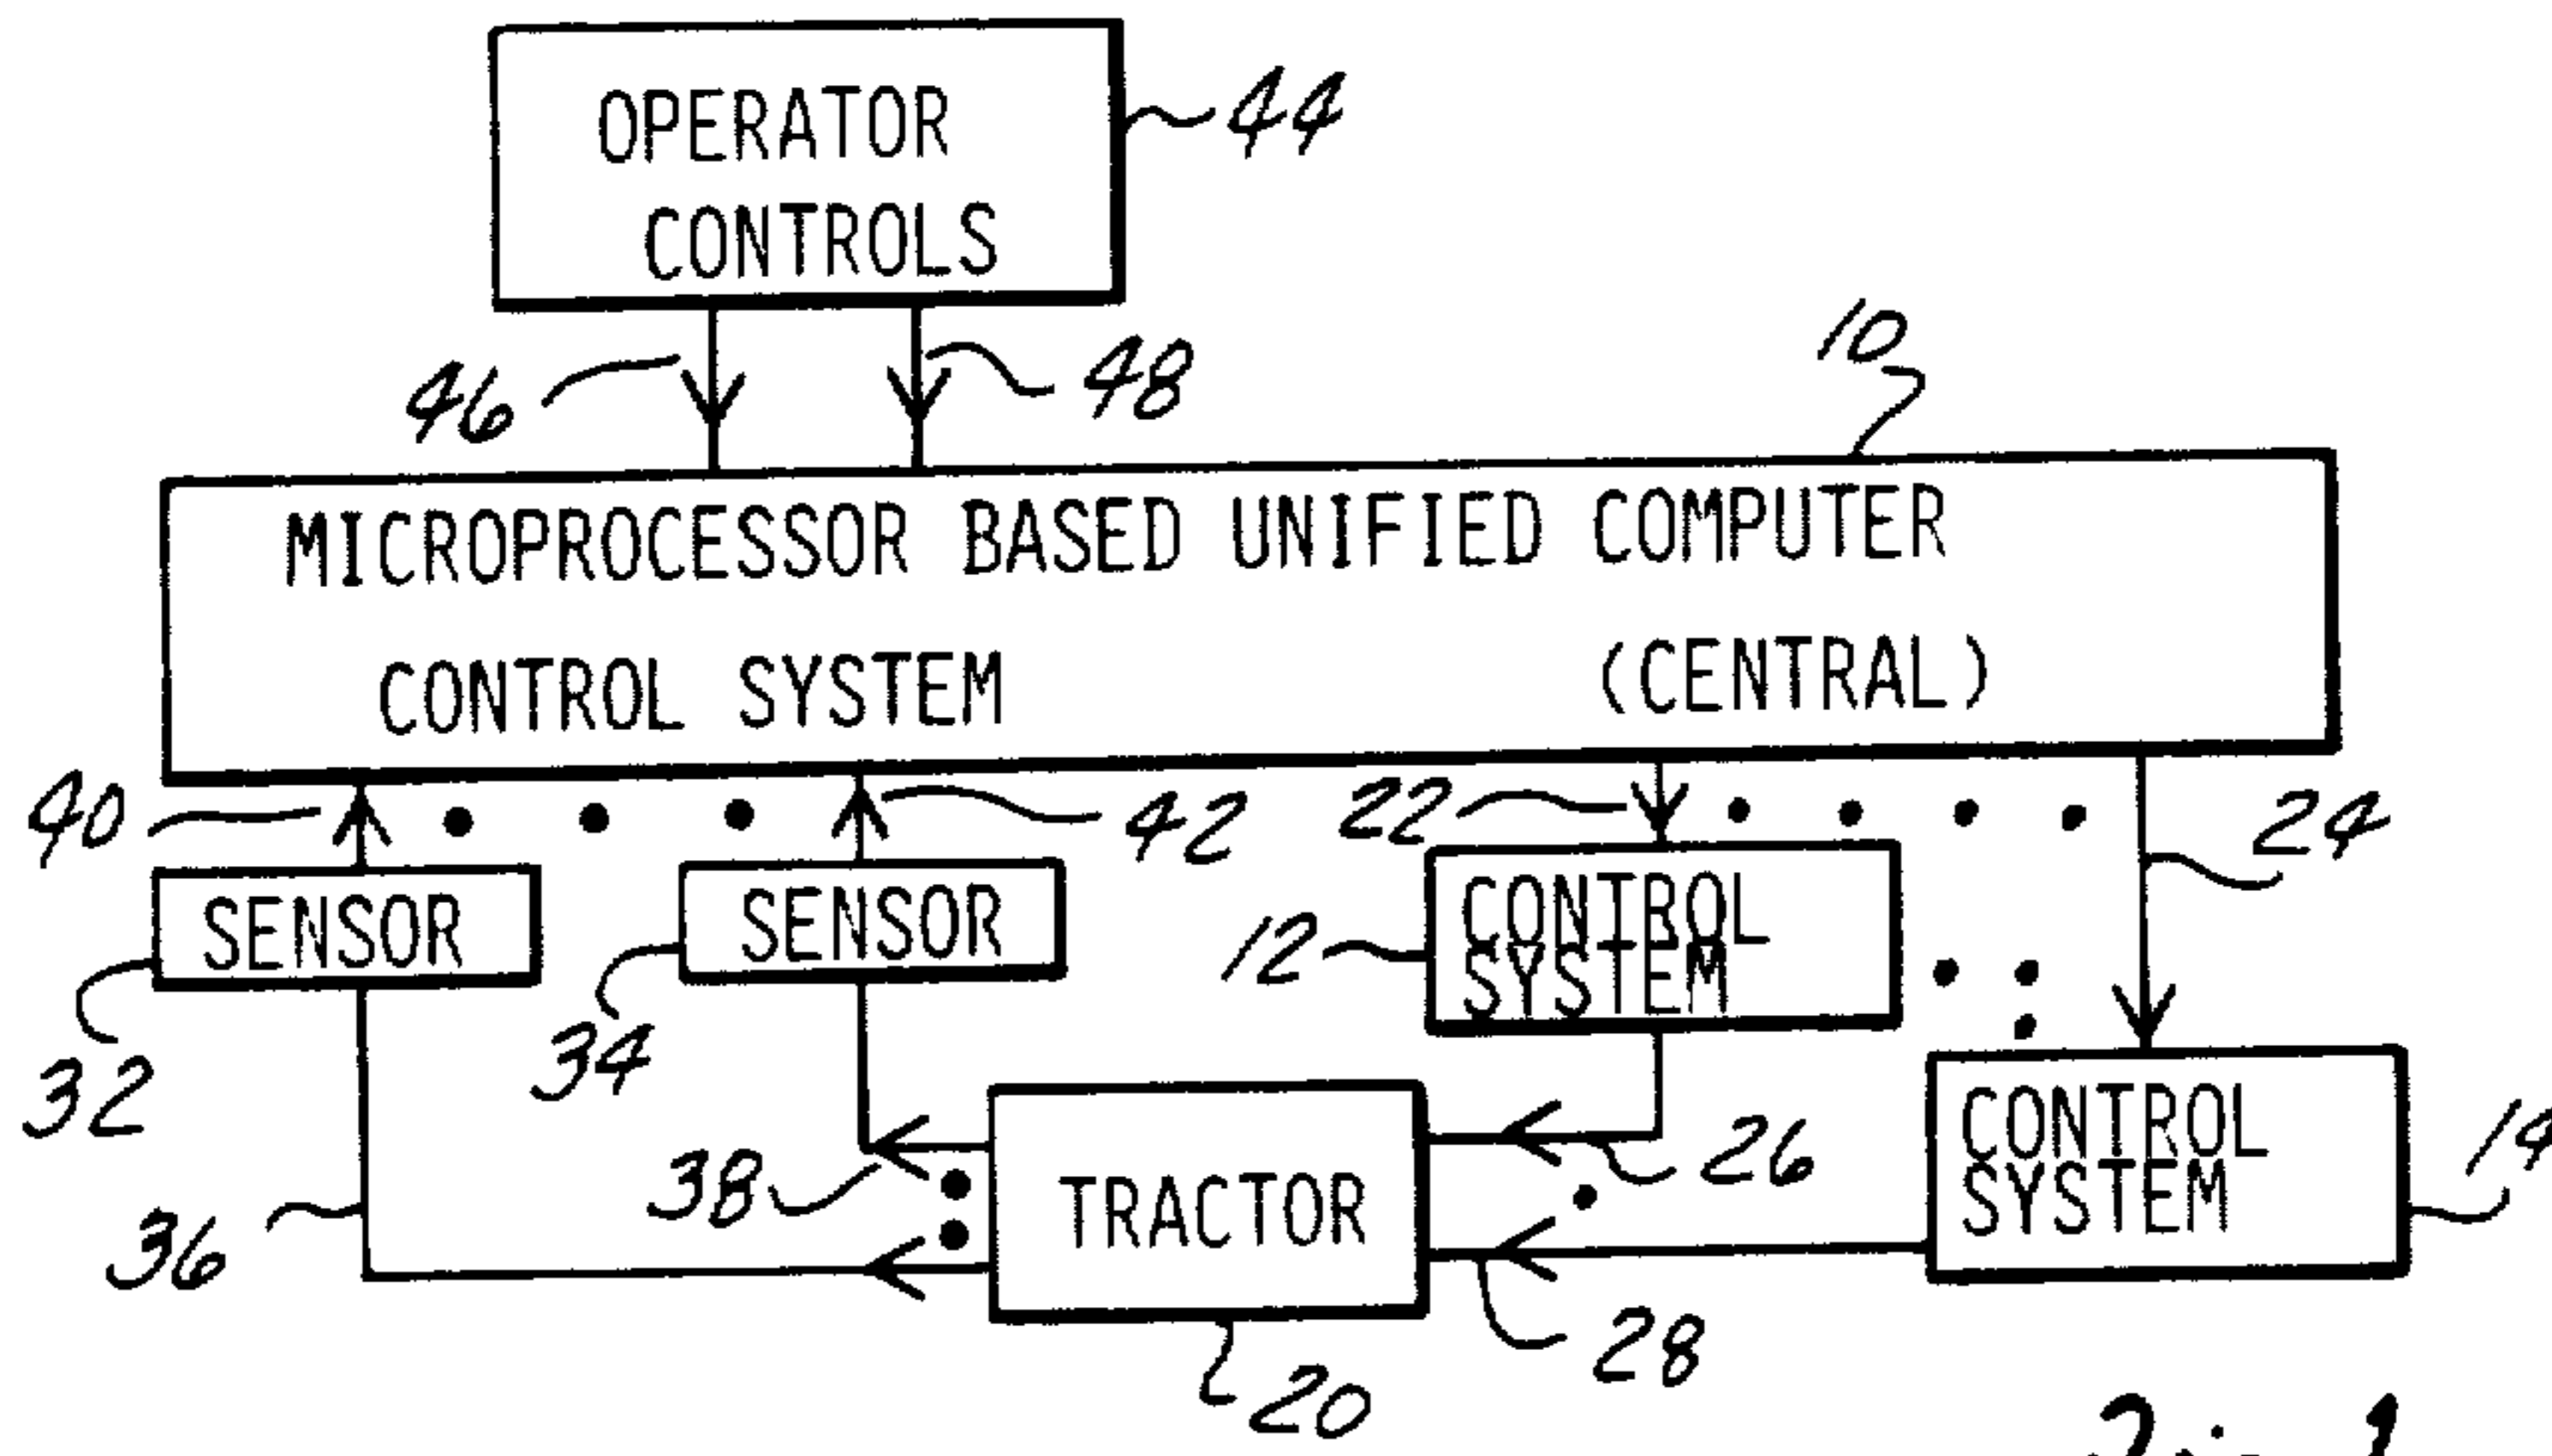 OPERATOR
CONTROLS
44
46
48
10
MICROPROCESSOR BASED UNIFIED COMPUTER
CONTROL SYSTEM (CENTRAL)
40
42
22
24
SENSOR
SENSOR
CONTROL
SYSTEM
12
32
34
CONTROL
SYSTEM
14
38
TRACTOR
26
36
28
20